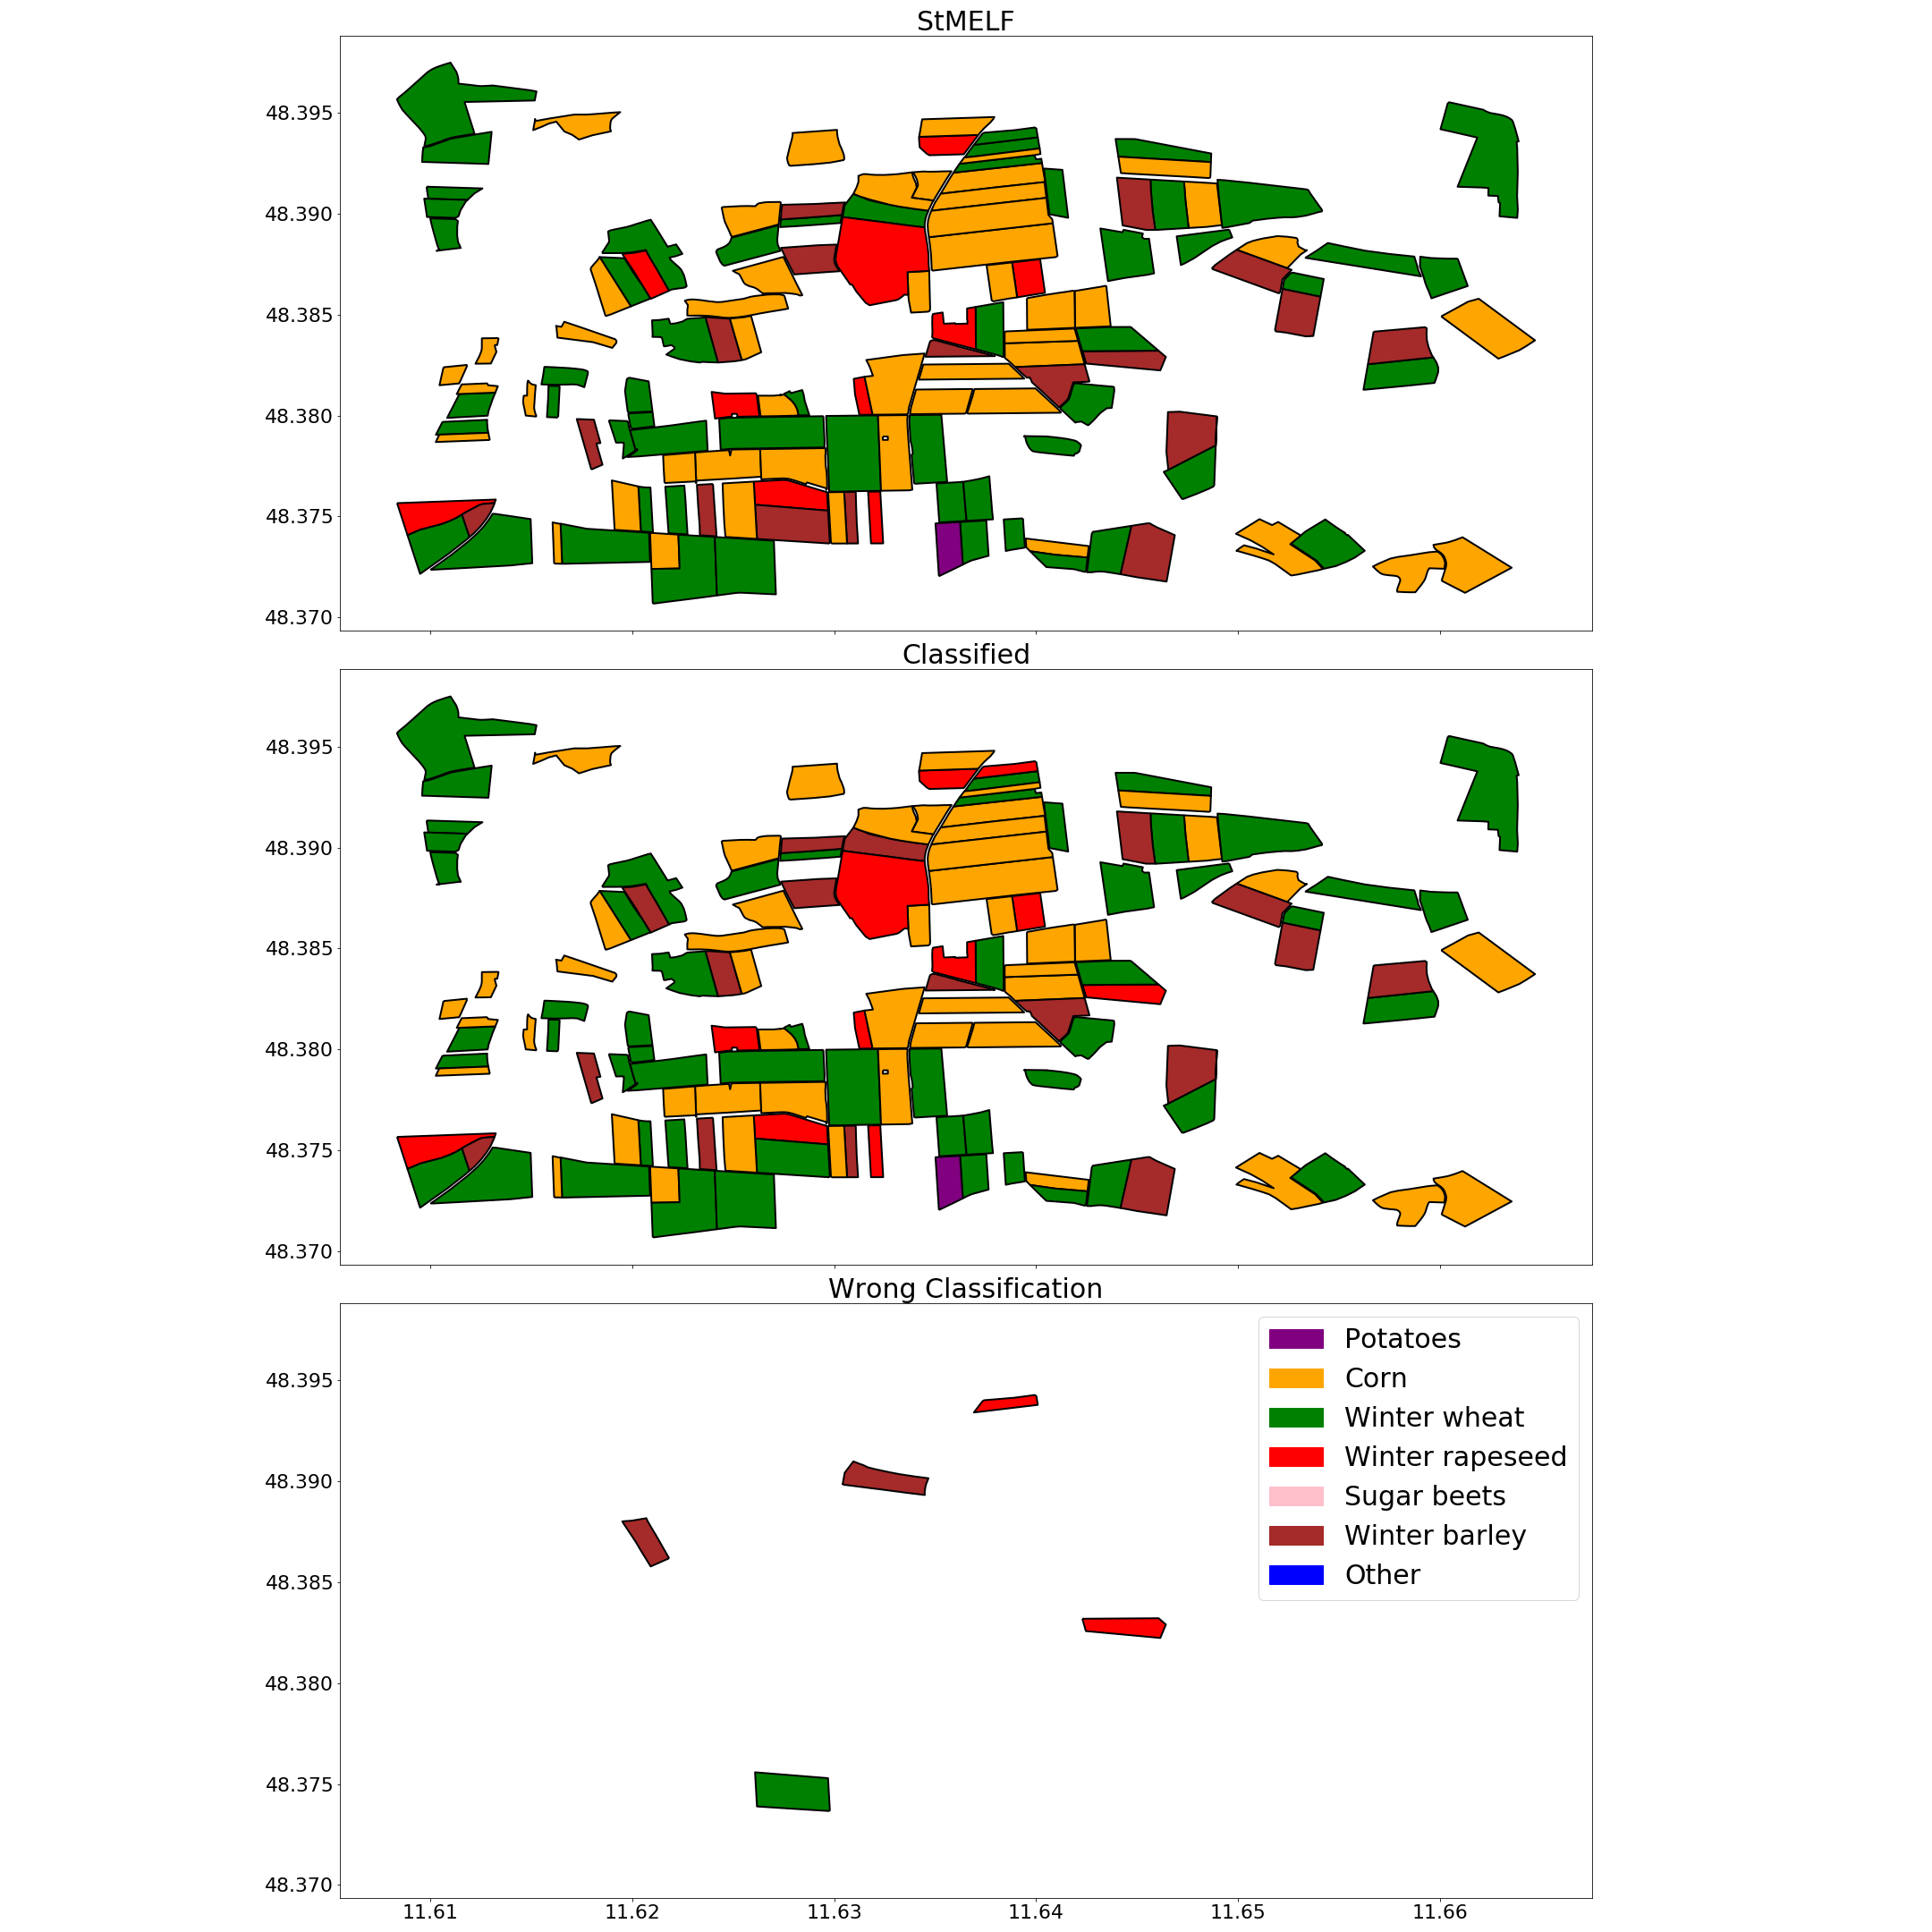 StMELF
48.395
48.390
48.385
48.380
48.375
48.370
Classified
48.395
48.390
48.385
48.380
48.375
48.370
Wrong Classification
48.395
48.390
48.385
48.380
48.375
48.370
Potatoes
Corn
Winter wheat
Winter rapeseed
Sugar beets
Winter barley
Other
11.61 11.62 11.63 11.64 11.65 11.66